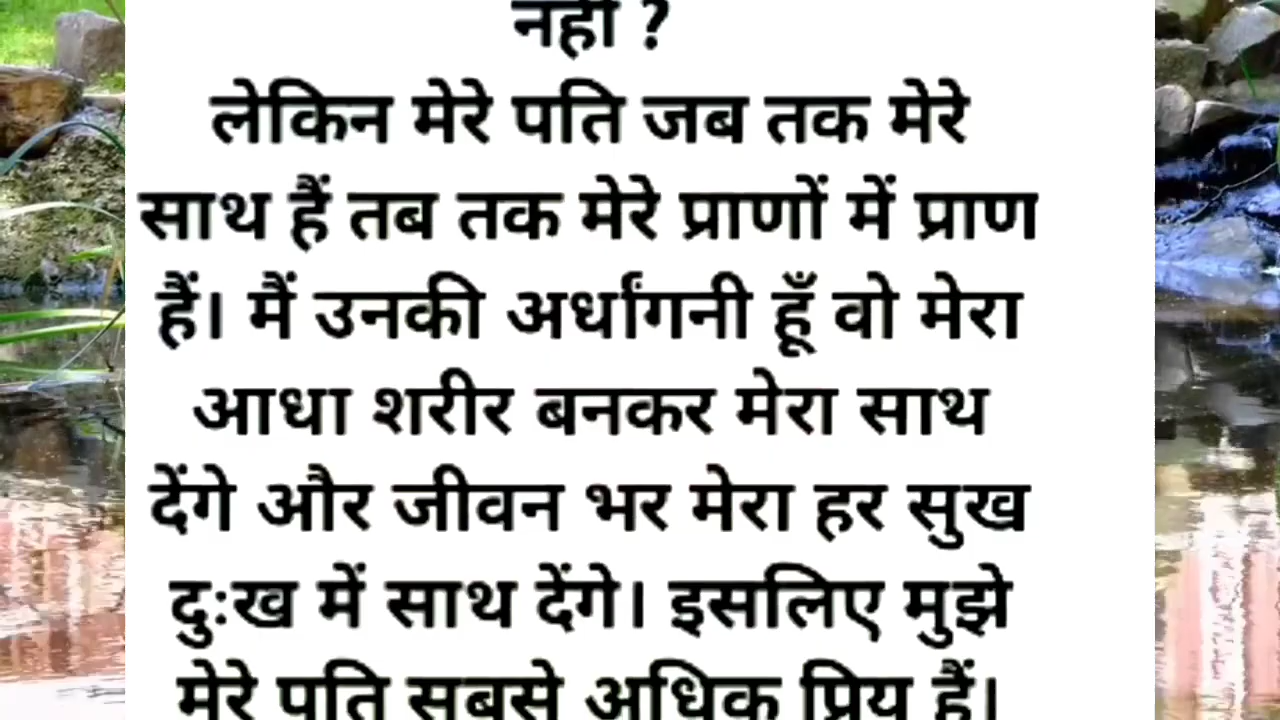 नहीं ?
लेकिन मेरे पति जब तक मेरे
साथ हैं तब तक मेरे प्राणों में प्राण
हैं। मैं उनकी अर्धांगनी हूँ वो मेरा
आधा शरीर बनकर मेरा साथ
देंगे और जीवन भर मेरा हर सुख
दुःख में साथ देंगे। इसलिए मुझे
मेरे पति सबसे अधिक प्रिय हैं।